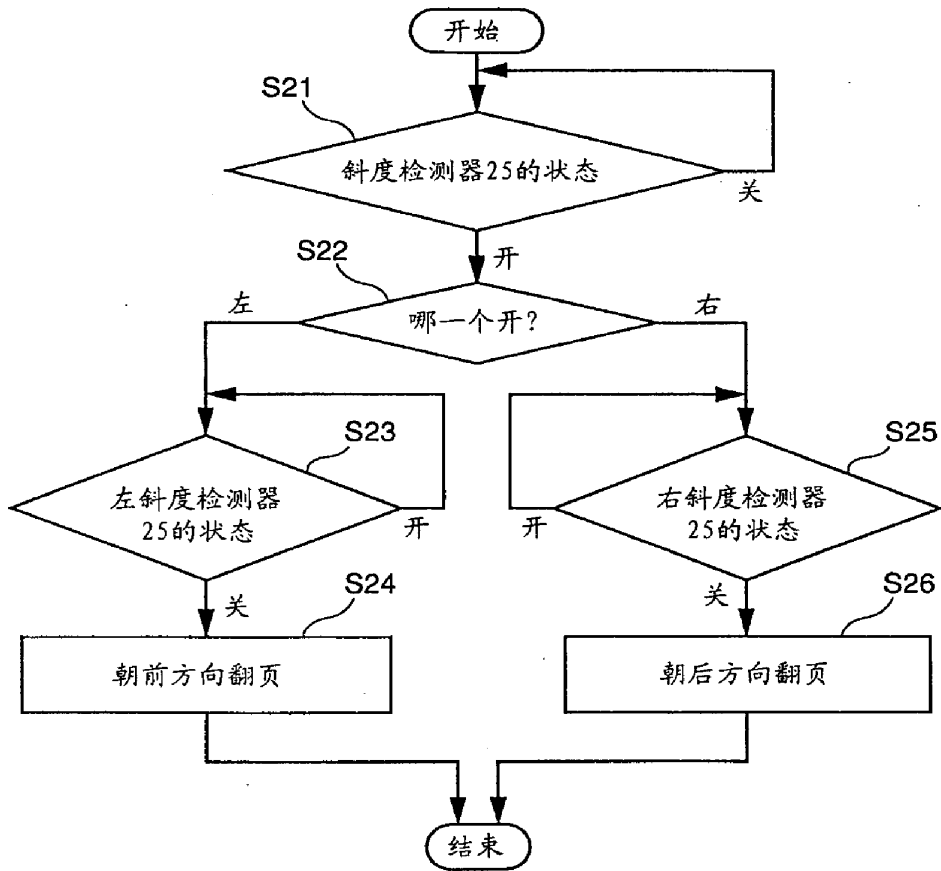 开始
S21
斜度检测器25的状态
关
开
S22
哪一个开?
左
右
S23
左斜度检测器
25的状态
开
关
S25
右斜度检测器
25的状态
开
关
S24
朝前方向翻页
S26
朝后方向翻页
结束